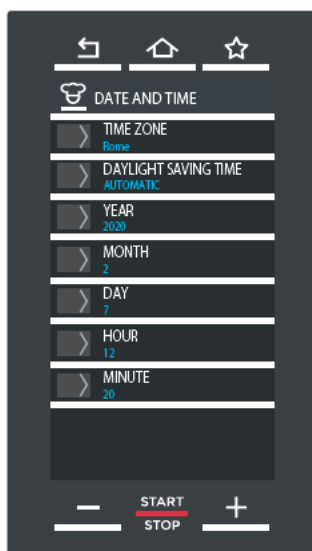 DATE AND TIME
TIME ZONE
Rome
DAYLIGHT SAVING TIME
AUTOMATIC
YEAR
2020
MONTH
2
DAY
7
HOUR
12
MINUTE
20
START
STOP